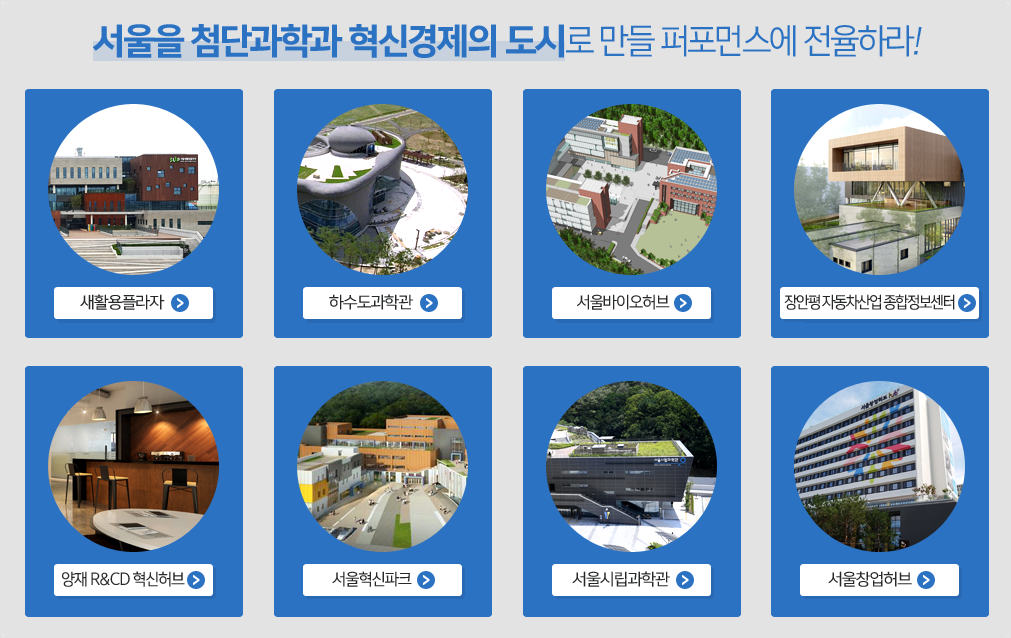 서울을 첨단과학과 혁신경제의 도시로 만들 퍼포먼스에 전율하라!
새활용플라자
하수도과학관
서울바이오허브
장안평 자동차산업 종합정보센터
양재 R&CD 혁신허브
서울혁신파크
서울시립과학관
서울창업허브